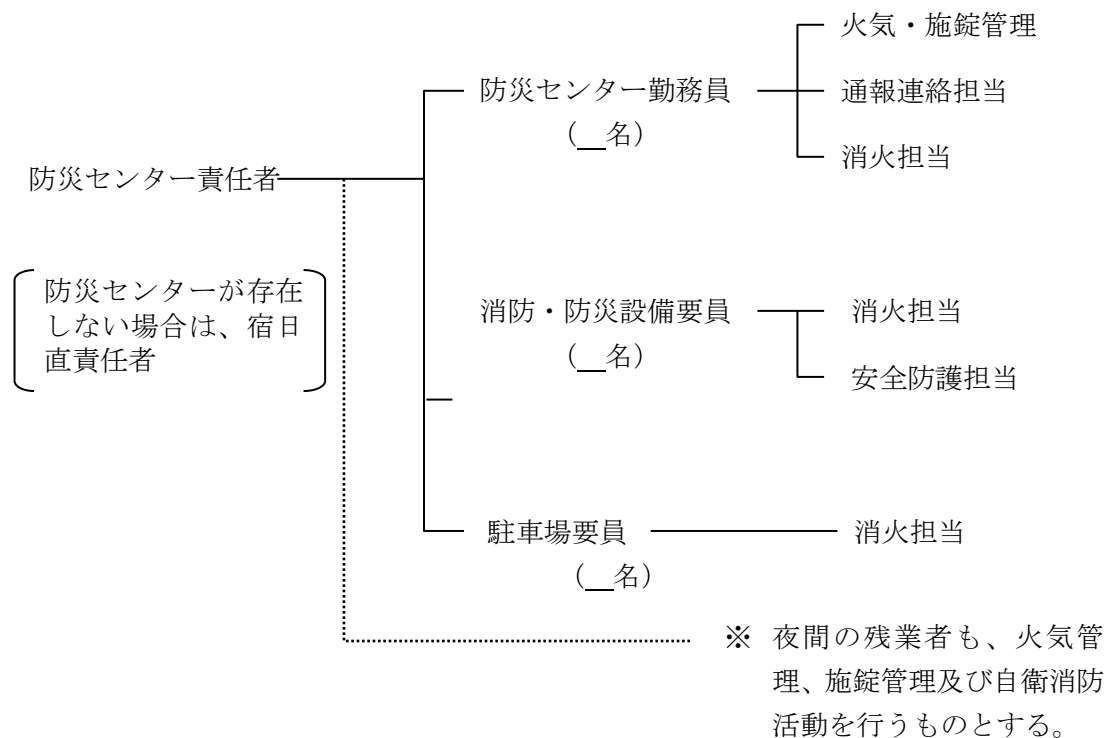 火気・施錠管理
防災センター勤務員
通報連絡担当
(__名)
消火担当
防災センター責任者
防災センターが存在
しない場合は、宿日
直責任者
消防・防災設備要員
消火担当
(__名)
安全防護担当
駐車場要員
消火担当
(__名)
※ 夜間の残業者も、火気管
理、施錠管理及び自衛消防
活動を行うものとする。